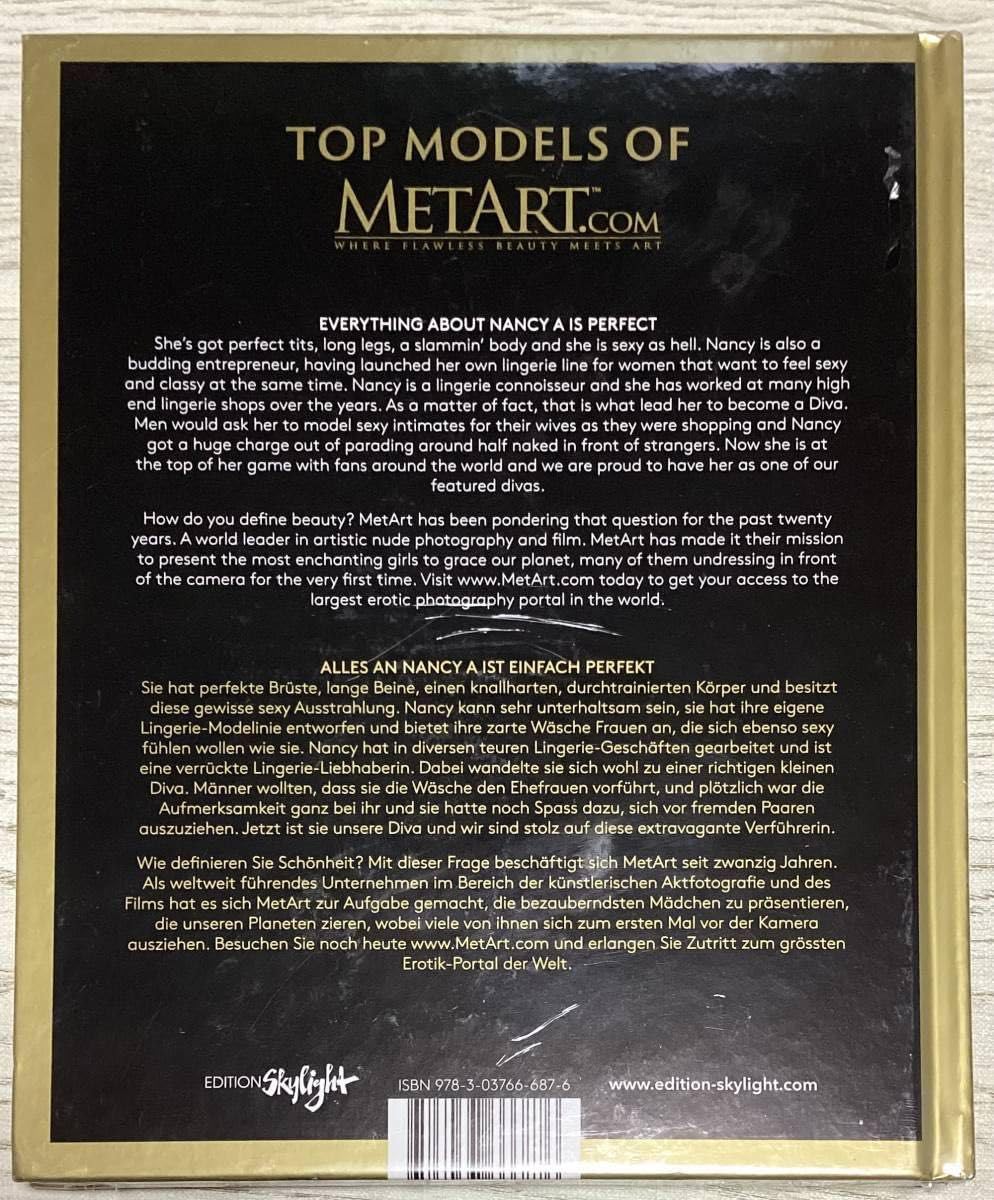 TOP MODELS OF
METART.COM™
WHERE FLAWLESS BEAUTY MEETS ART
EVERYTHING ABOUT NANCY A IS PERFECT
She's got perfect tits, long legs, a slammin' body and she is sexy as hell. Nancy is also a
budding entrepreneur, having launched her own lingerie line for women that want to feel sexy
and classy at the same time. Nancy is a lingerie connoisseur and she has worked at many high
end lingerie shops over the years. As a matter of fact, that is what lead her to become a Diva.
Men would ask her to model sexy intimates for their wives as they were shopping and Nancy
got a huge charge out of parading around half naked in front of strangers. Now she is at
the top of her game with fans around the world and we are proud to have her as one of our
featured divas.
How do you define beauty? MetArt has been pondering that question for the past twenty
years. A world leader in artistic nude photography and film. MetArt has made it their mission
to present the most enchanting girls to grace our planet, many of them undressing in front
of the camera for the very first time. Visit www.MetArt.com today to get your access to the
largest erotic photography portal in the world.
ALLES AN NANCY A IST EINFACH PERFEKT
Sie hat perfekte Brüste, lange Beine, einen knallharten, durchtrainierten Körper und besitzt
diese gewisse sexy Ausstrahlung. Nancy kann sehr unterhaltsam sein, sie hat ihre eigene
Lingerie-Modelinie entworfen und bietet ihre zarte Wäsche Frauen an, die sich ebenso sexy
fühlen wollen wie sie. Nancy hat in diversen teuren Lingerie-Geschäften gearbeitet und ist
eine verrückte Lingerie-Liebhaberin. Dabei wandelte sie sich wohl zu einer richtigen kleinen
Diva. Männer wollten, dass sie die Wäsche den Ehefrauen vorführt, und plötzlich war die
Aufmerksamkeit ganz bei ihr und sie hatte noch Spass dazu, sich vor fremden Paaren
auszuziehen. Jetzt ist sie unsere Diva und wir sind stolz auf diese extravagante Verführerin.
Wie definieren Sie Schönheit? Mit dieser Frage beschäftigt sich MetArt seit zwanzig Jahren.
Als weltweit führendes Unternehmen im Bereich der künstlerischen Aktfotografie und des
Films hat es sich MetArt zur Aufgabe gemacht, die bezauberndsten Mädchen zu präsentieren,
die unseren Planeten zieren, wobei viele von ihnen sich zum ersten Mal vor der Kamera
ausziehen. Besuchen Sie noch heute www.MetArt.com und erlangen Sie Zutritt zum grössten
Erotik-Portal der Welt.
EDITION Skylight ISBN 978-3-03766-687-6 www.edition-skylight.com